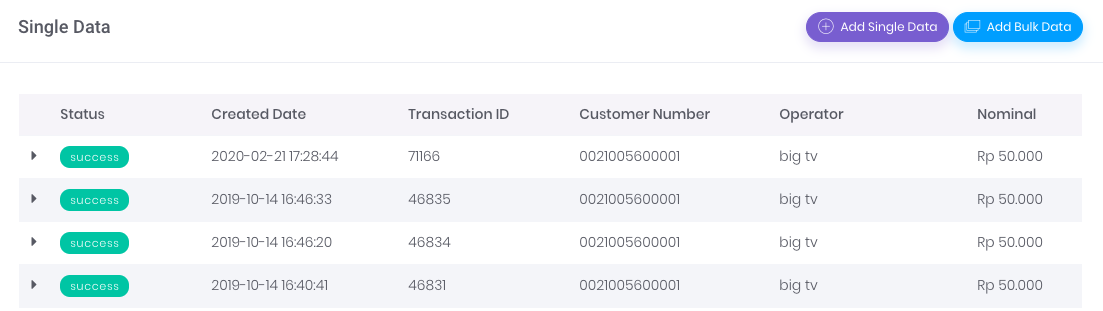 Single Data
Add Single Data
Add Bulk Data
Status Created Date Transaction ID Customer Number Operator Nominal
success 2020-02-21 17:28:44 71166 0021005600001 big tv Rp 50.000
success 2019-10-14 16:46:33 46835 0021005600001 big tv Rp 50.000
success 2019-10-14 16:46:20 46834 0021005600001 big tv Rp 50.000
success 2019-10-14 16:40:41 46831 0021005600001 big tv Rp 50.000